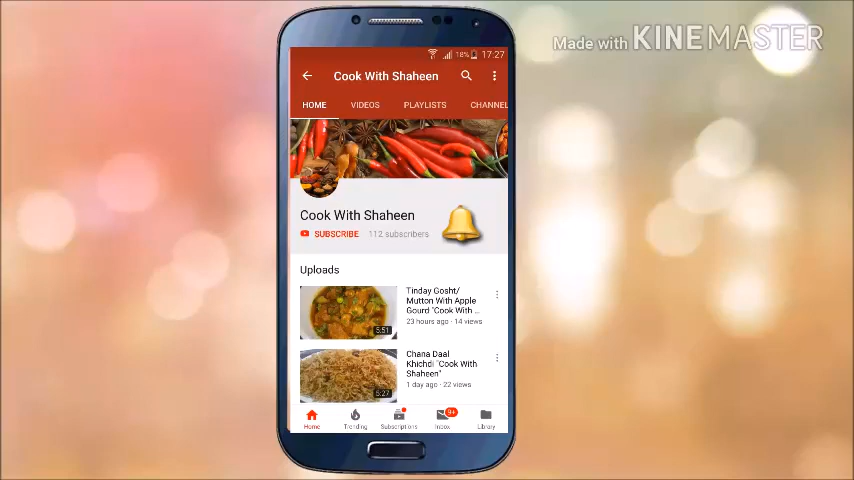 Made with KINEMASTER
18% 17:27
Cook With Shaheen
HOME VIDEOS PLAYLISTS CHANNEL
Cook With Shaheen
SUBSCRIBE 112 subscribers
Uploads
Tinday Gosht/
Mutton With Apple
Gourd "Cook With ...
23 hours ago · 14 views
5:51
Chana Daal
Khichdi "Cook With
Shaheen"
1 day ago · 22 views
5:27
9+
Home Trending Subscriptions Inbox Library